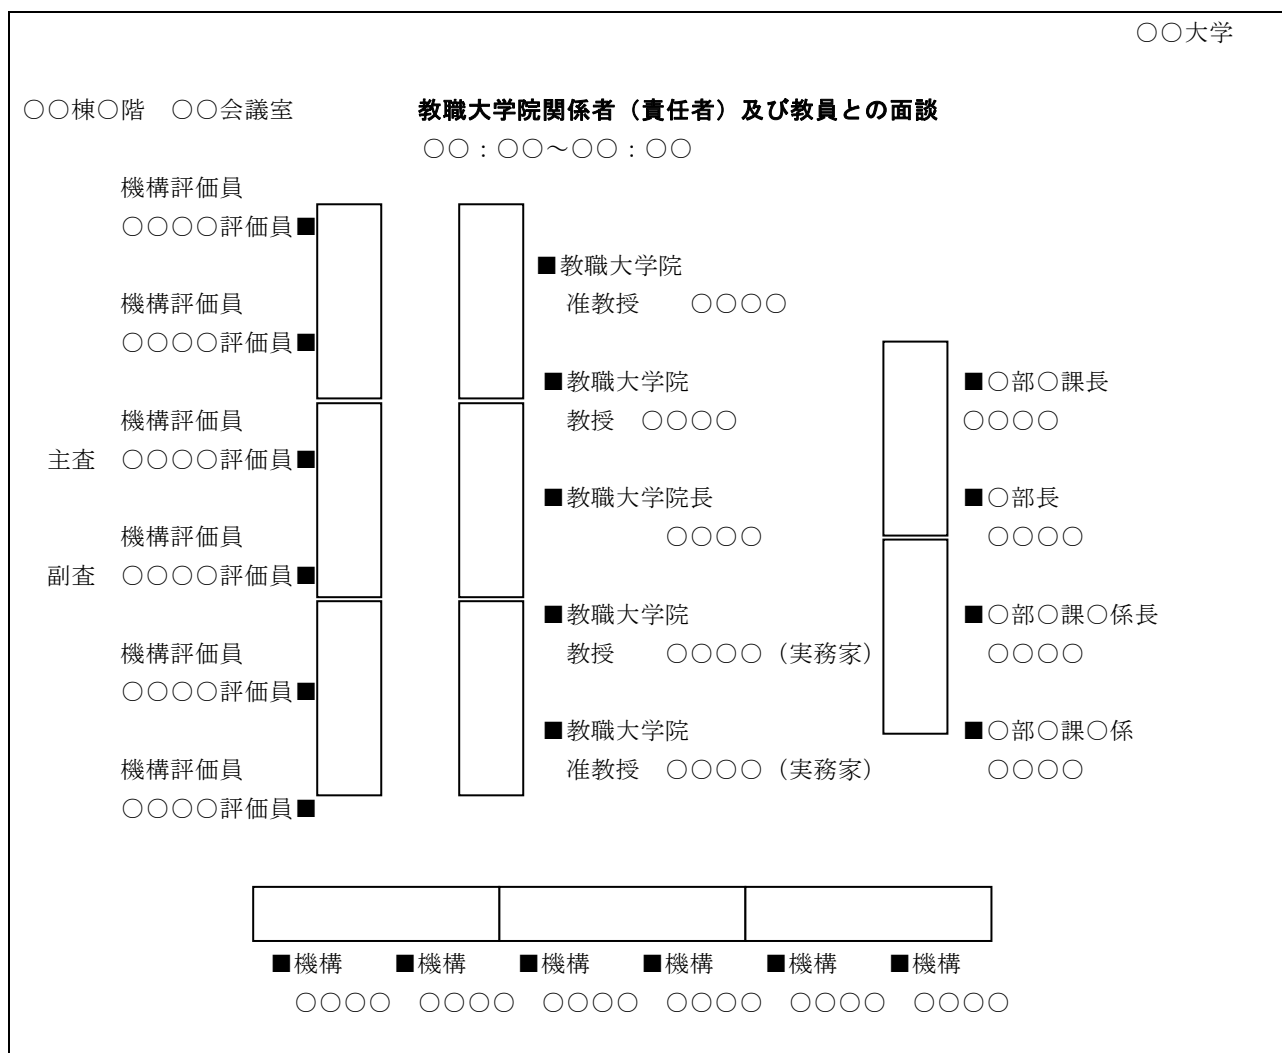 ○○大学
○○棟○階　○○会議室　教職大学院関係者（責任者）及び教員との面談
○○：○○～○○：○○
機構評価員
○○○○評価員■
機構評価員
○○○○評価員■
機構評価員
主査　○○○○評価員■
機構評価員
副査　○○○○評価員■
機構評価員
○○○○評価員■
機構評価員
○○○○評価員■
■教職大学院
准教授　○○○○
■教職大学院
教授　○○○○
■教職大学院長
○○○○
■教職大学院
教授　○○○○（実務家）
■教職大学院
准教授　○○○○（実務家）
■○部○課長
○○○○
■○部長
○○○○
■○部○課○係長
○○○○
■○部○課○係
○○○○
■機構　■機構　■機構　■機構　■機構　■機構
○○○○　○○○○　○○○○　○○○○　○○○○　○○○○